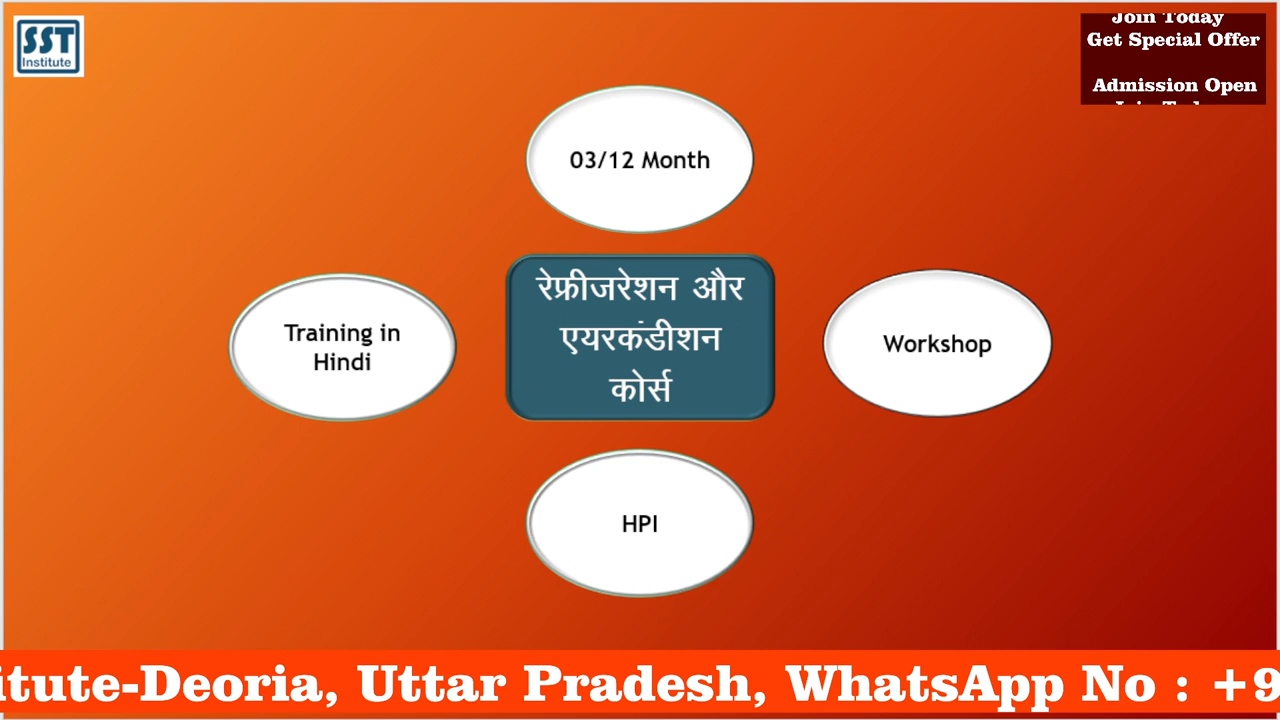 SST
Institute
Join Today
Get Special Offer
Admission Open
03/12 Month
रेफ्रीजरेशन और
एयरकंडीशन
कोर्स
Training in
Hindi
Workshop
HPI
itute-Deoria, Uttar Pradesh, WhatsApp No : +9